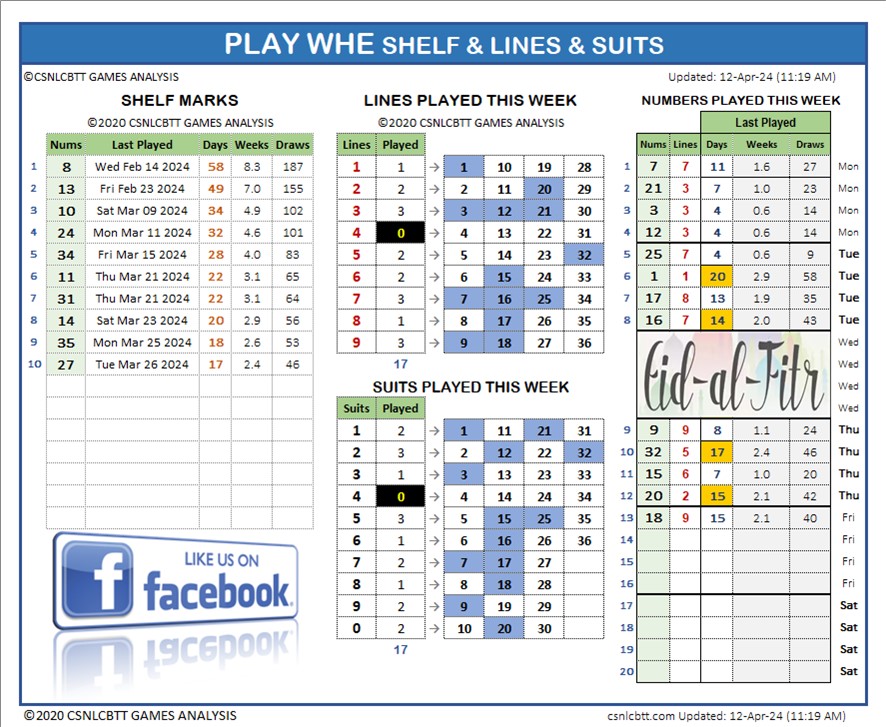 PLAY WHE SHELF & LINES & SUITS
©CSNLCBTT GAMES ANALYSIS
Updated: 12-Apr-24 (11:19 AM)
SHELF MARKS
©2020 CSNLCBTT GAMES ANALYSIS
Nums Last Played Days Weeks Draws
1 8 Wed Feb 14 2024 58 8.3 187
2 13 Fri Feb 23 2024 49 7.0 155
3 10 Sat Mar 09 2024 34 4.9 102
4 24 Mon Mar 11 2024 32 4.6 101
5 34 Fri Mar 15 2024 28 4.0 83
6 11 Thu Mar 21 2024 22 3.1 65
7 31 Thu Mar 21 2024 22 3.1 64
8 14 Sat Mar 23 2024 20 2.9 56
9 35 Mon Mar 25 2024 18 2.6 53
10 27 Tue Mar 26 2024 17 2.4 46
LIKE US ON
facebook.
LINES PLAYED THIS WEEK
©2020 CSNLCBTT GAMES ANALYSIS
Lines Played
1 1 → 1 10 19 28
2 2 → 2 11 20 29
3 3 → 3 12 21 30
4 0 → 4 13 22 31
5 2 → 5 14 23 32
6 2 → 6 15 24 33
7 3 → 7 16 25 34
8 1 → 8 17 26 35
9 3 → 9 18 27 36
17
SUITS PLAYED THIS WEEK
Suits Played
1 2 → 1 11 21 31
2 3 → 2 12 22 32
3 1 → 3 13 23 33
4 0 → 4 14 24 34
5 3 → 5 15 25 35
6 1 → 6 16 26 36
7 2 → 7 17 27
8 1 → 8 18 28
9 2 → 9 19 29
0 2 → 10 20 30
17
NUMBERS PLAYED THIS WEEK
Last Played
Nums Lines Days Weeks Draws
1 7 7 11 1.6 27 Mon
2 21 3 7 1.0 23 Mon
3 3 3 4 0.6 14 Mon
4 12 3 4 0.6 14 Mon
5 25 7 4 0.6 9 Tue
6 1 1 20 2.9 58 Tue
7 17 8 13 1.9 35 Tue
8 16 7 14 2.0 43 Tue
Eid-al-Fitr
Wed
Wed
Wed
Wed
9 9 9 8 1.1 24 Thu
10 32 5 17 2.4 46 Thu
11 15 6 7 1.0 20 Thu
12 20 2 15 2.1 42 Thu
13 18 9 15 2.1 40 Fri
14 Fri
15 Fri
16 Fri
17 Sat
18 Sat
19 Sat
20 Sat
©2020 CSNLCBTT GAMES ANALYSIS
csnlcbtt.com Updated: 12-Apr-24 (11:19 AM)